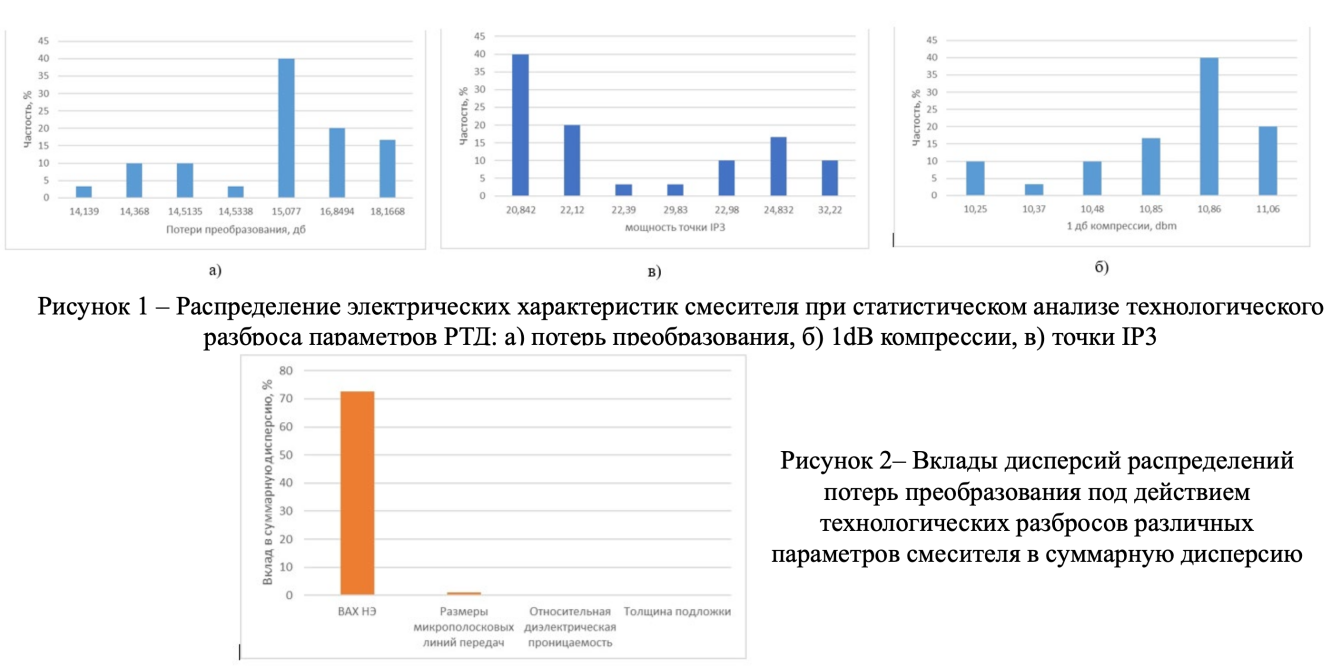 45
40
35
30
25
20
15
10
5
0
Частость, %
14,139 14,368 14,5135 14,5338 15,077 16,8494 18,1668
Потери преобразования, дб
а)
45
40
35
30
25
20
15
10
5
0
Частость, %
20,842 22,12 22,39 29,83 22,98 24,832 32,22
мощность точки IP3
в)
45
40
35
30
25
20
15
10
5
0
Частость, %
10,25 10,37 10,48 10,85 10,86 11,06
1 дб компрессии, dbm
б)
Рисунок 1 – Распределение электрических характеристик смесителя при статистическом анализе технологического
разброса параметров РТД: а) потерь преобразования, б) 1dB компрессии, в) точки IP3
80
70
60
50
40
30
20
10
0
Вклад в суммарную дисперсию, %
ВАХ НЭ
Размеры
микрополосковых
линий передач
Относительная
диэлектрическая
проницаемость
Толщина подложки
Рисунок 2– Вклады дисперсий распределений
потерь преобразования под действием
технологических разбросов различных
параметров смесителя в суммарную дисперсию